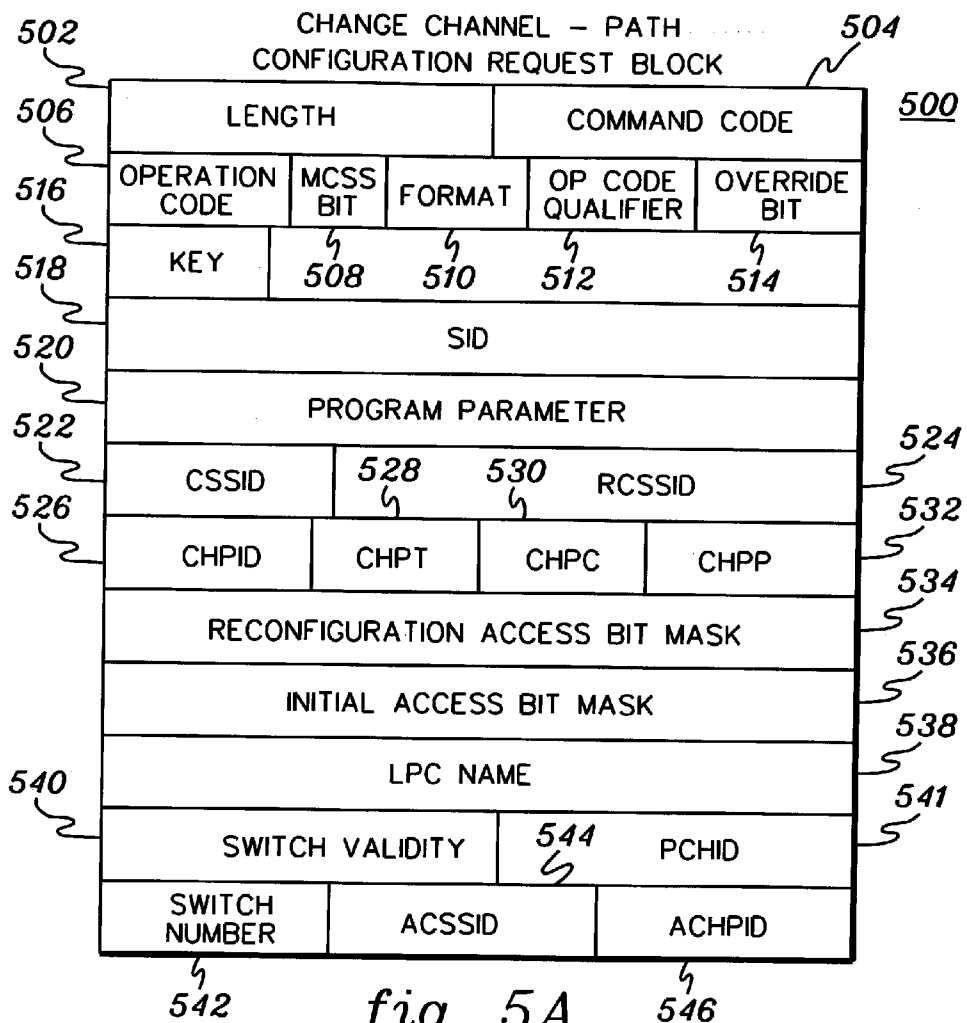 CHANGE CHANNEL - PATH
CONFIGURATION REQUEST BLOCK
502
504
500
LENGTH
COMMAND CODE
506
OPERATION CODE
MCSS BIT
FORMAT
OP CODE QUALIFIER
OVERRIDE BIT
516
KEY
508
510
512
514
518
SID
520
PROGRAM PARAMETER
522
CSSID
528
530
RCSSID
524
526
CHPID
CHPT
CHPC
CHPP
532
534
RECONFIGURATION ACCESS BIT MASK
536
INITIAL ACCESS BIT MASK
538
LPC NAME
540
541
SWITCH VALIDITY
544
PCHID
SWITCH NUMBER
ACSSID
ACHPID
542
546
fig. 5A